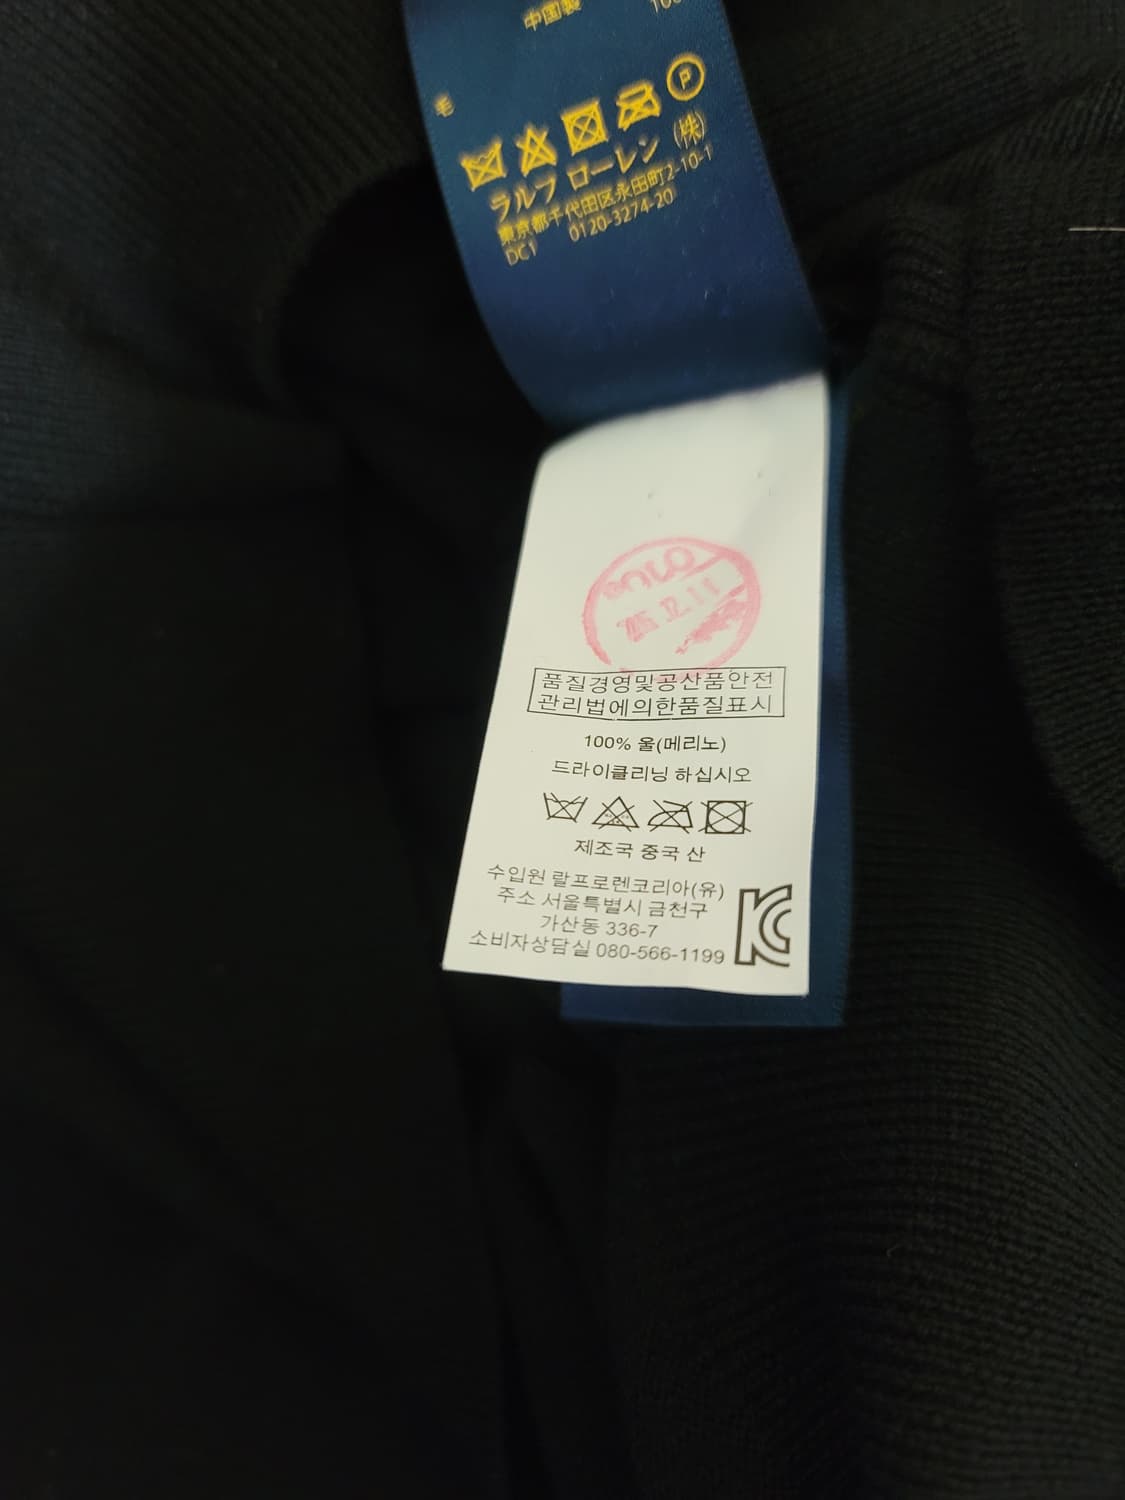 中国製
毛
ラルフ ローレン (株)
東京都千代田区永田町2-10-1
DC1 0120-3274-20
品질경영및공산품안전
관리법에의한품질표시
100% 울(메리노)
드라이클리닝 하십시오
제조국 중국 산
수입원 랄프로렌코리아(유)
주소 서울특별시 금천구
가산동 336-7
소비자상담실 080-566-1199